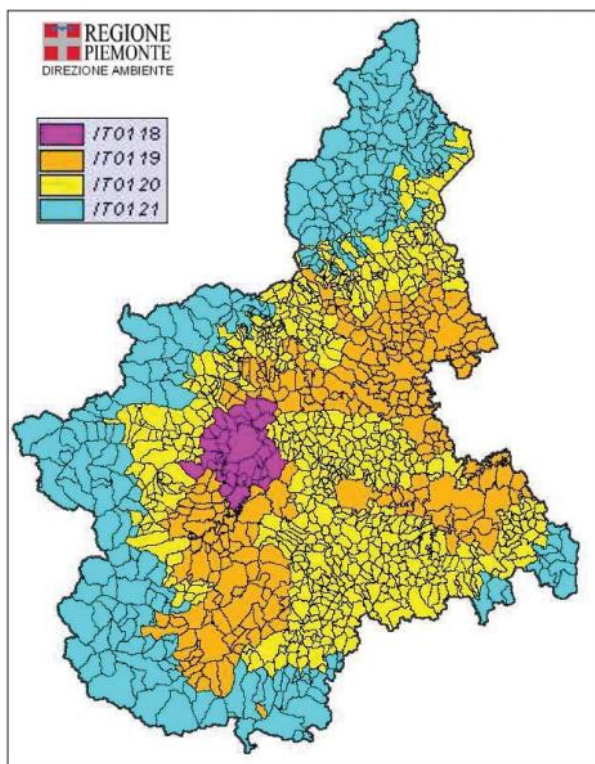 REGIONE
PIEMONTE
DIREZIONE AMBIENTE
IT0118
IT0119
IT0120
IT0121